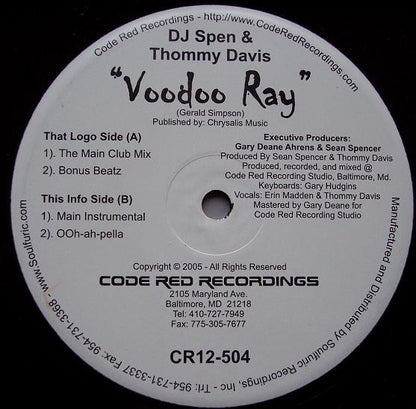 Code Red Recordings - http://www.CodeRedRecordings.com
DJ Spen &
Thommy Davis
"Voodoo Ray"
(Gerald Simpson)
Published by: Chrysalis Music
That Logo Side (A)
1). The Main Club Mix
2). Bonus Beatz
This Info Side (B)
1). Main Instrumental
2). OOh-ah-pella
Executive Producers:
Gary Deane Ahrens & Sean Spencer
Produced By Sean Spencer & Thommy Davis
Produced, recorded, and mixed @
Code Red Recording Studio, Baltimore, Md.
Keyboards: Gary Hudgins
Vocals: Erin Madden & Thommy Davis
Mastered by Gary Deane for
Code Red Recording Studio
Copyright © 2005 - All Rights Reserved
CODE RED RECORDINGS
2105 Maryland Ave.
Baltimore, MD 21218
Tel: 410-727-7949
Fax: 775-305-7677
CR12-504
Manufactured and Distributed by Soulfuric Recordings, Inc - Tri: 954-731-1337 Fax: 954-731-3368 - www.Soulfuric.com